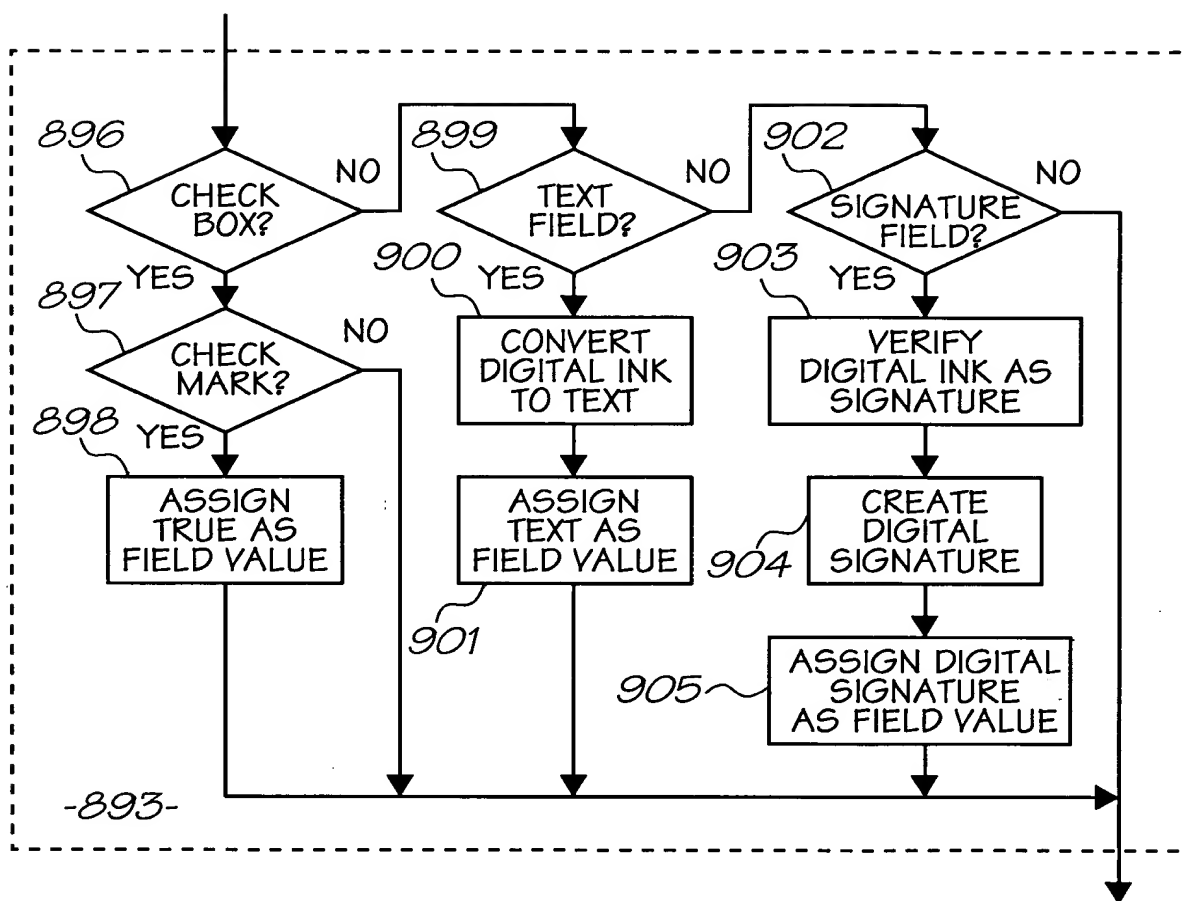 896
CHECK
BOX?
NO
YES
897
CHECK
MARK?
NO
YES
898
ASSIGN
TRUE AS
FIELD VALUE
899
TEXT
FIELD?
NO
YES
900
CONVERT
DIGITAL INK
TO TEXT
ASSIGN
TEXT AS
FIELD VALUE
901
902
SIGNATURE
FIELD?
NO
YES
903
VERIFY
DIGITAL INK AS
SIGNATURE
CREATE
DIGITAL
SIGNATURE
904
ASSIGN DIGITAL
SIGNATURE
AS FIELD VALUE
905
-893-